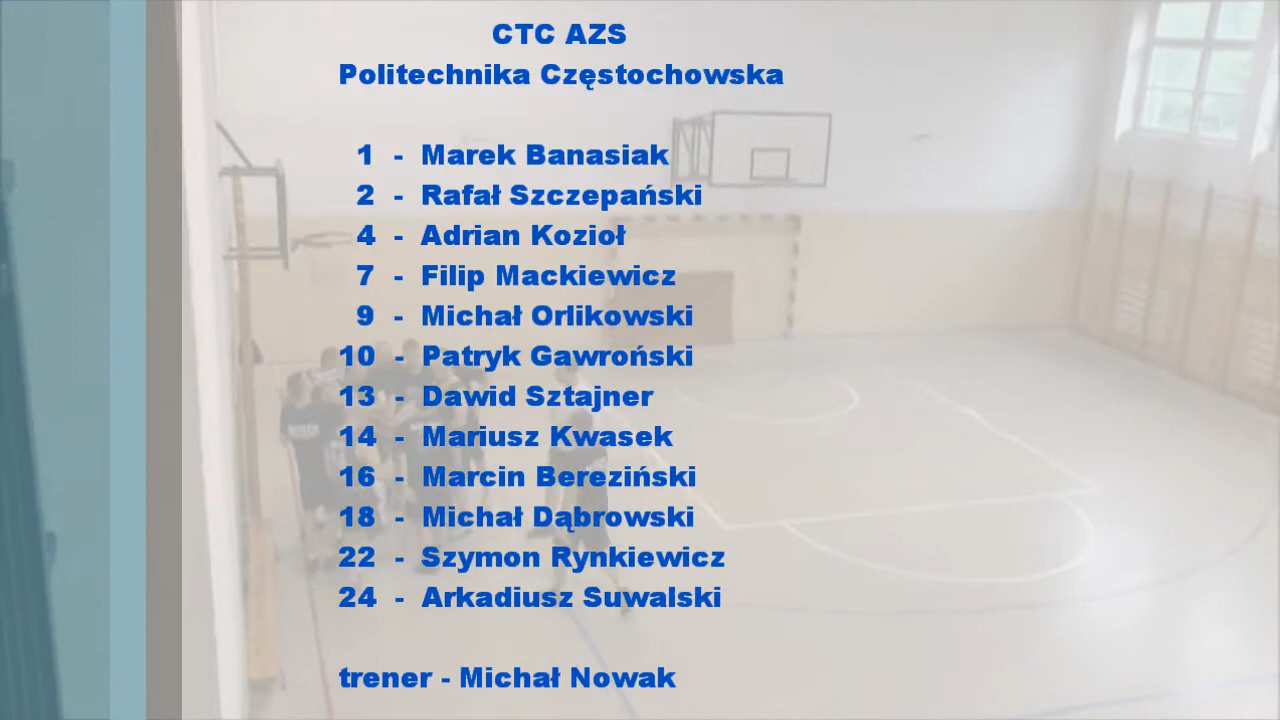 CTC AZS
Politechnika Częstochowska
1 - Marek Banasiak
2 - Rafał Szczepański
4 - Adrian Kozioł
7 - Filip Mackiewicz
9 - Michał Orlikowski
10 - Patryk Gawroński
13 - Dawid Sztajner
14 - Mariusz Kwasek
16 - Marcin Bereziński
18 - Michał Dąbrowski
22 - Szymon Rynkiewicz
24 - Arkadiusz Suwalski
trener - Michał Nowak